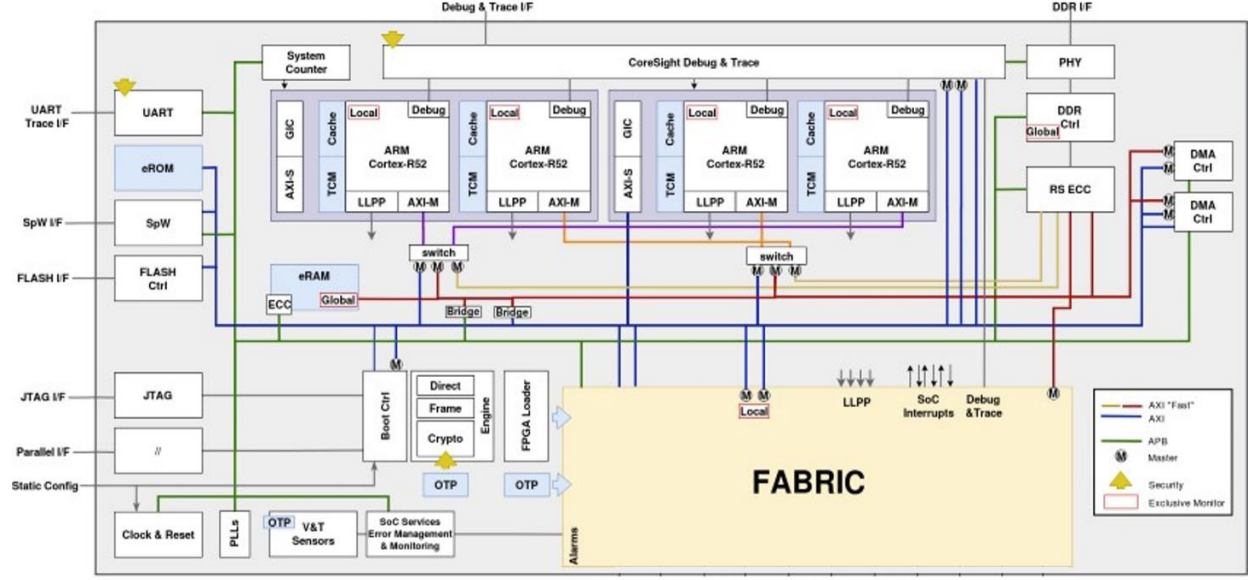 Debug & Trace I/F
DDR I/F
System
Counter
CoreSight Debug & Trace
PHY
UART
Trace I/F
UART
GIC
AXI-S
Cache
TCM
Local
Debug
ARM
Cortex-R52
LLPP
AXI-M
Cache
TCM
Local
Debug
ARM
Cortex-R52
LLPP
AXI-M
GIC
AXI-S
Cache
TCM
Local
Debug
ARM
Cortex-R52
LLPP
AXI-M
Cache
TCM
Local
Debug
ARM
Cortex-R52
LLPP
AXI-M
M M
DDR
Ctrl
Global
RS ECC
M
M
DMA
Ctrl
M
M
DMA
Ctrl
eROM
SpW I/F
SpW
FLASH I/F
FLASH
Ctrl
switch
M M M
switch
M M M
eRAM
ECC
Global
Bridge
Bridge
M
JTAG I/F
JTAG
Parallel I/F
//
Static Config
Boot Ctrl
Direct
Frame
Crypto
Engine
OTP
FPGA Loader
OTP
M M
Local
LLPP
SoC
Interrupts
Debug
&Trace
M
FABRIC
Alarms
Clock & Reset
PLLs
OTP
V&T
Sensors
SoC Services
Error Management
& Monitoring
AXI "Fast"
AXI
APB
M Master
Security
Exclusive Monitor